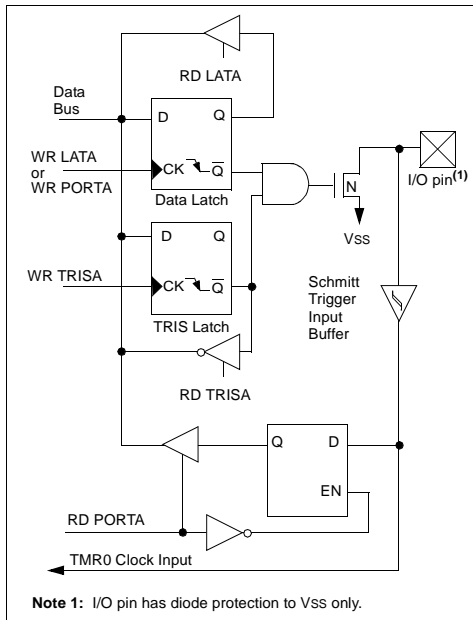 RD LATA
Data
Bus
D
Q
WR LATA
or
WR PORTA
CK
Q
Data Latch
N
I/O pin(1)
VSS
D
Q
WR TRISA
CK
Q
TRIS Latch
Schmitt
Trigger
Input
Buffer
RD TRISA
Q
D
EN
RD PORTA
TMR0 Clock Input
Note 1: I/O pin has diode protection to VSS only.